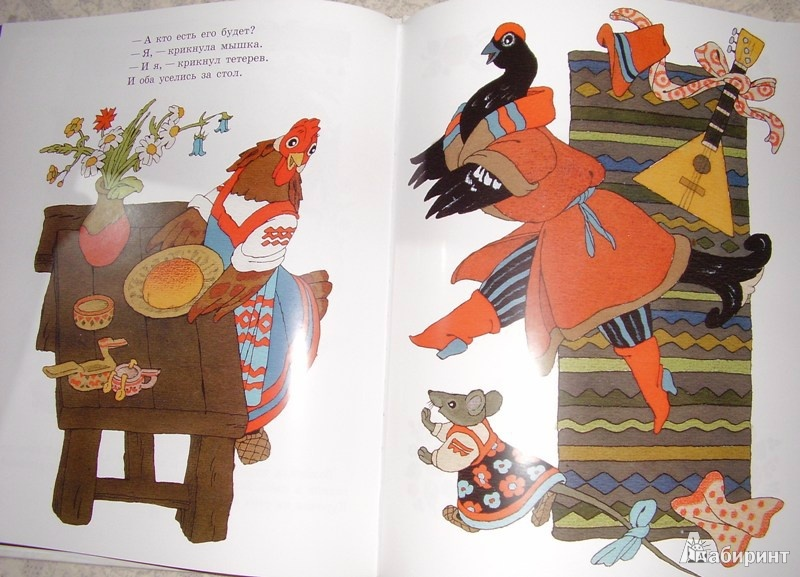 — А кто есть его будет?
— Я, — крикнула мышка.
— И я, — крикнул тетерев.
И оба уселись за стол.
Лабиринт